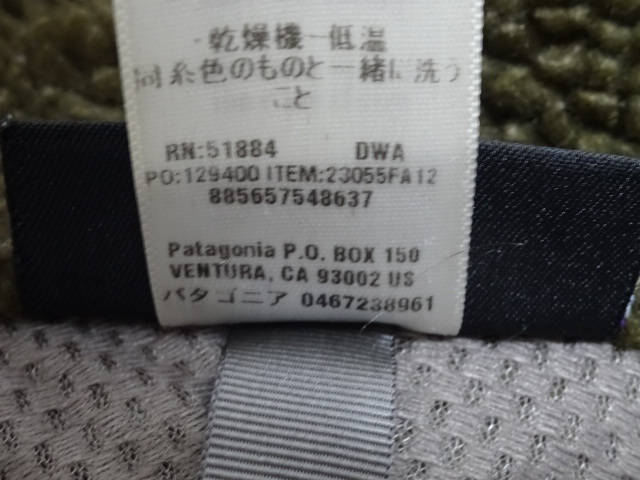 ・乾燥機－低温
同系色のものと一緒に洗う
こと
RN:51884 DWA
PO:129400 ITEM:23055FA12
885657548637
Patagonia P.O. BOX 150
VENTURA, CA 93002 US
パタゴニア 0467238961